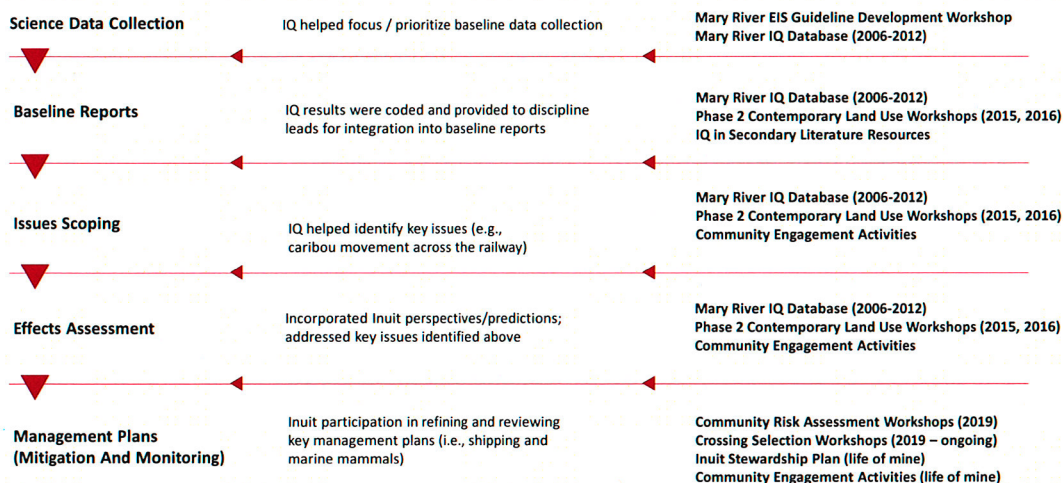 Science Data Collection
IQ helped focus / prioritize baseline data collection
Mary River EIS Guideline Development Workshop
Mary River IQ Database (2006-2012)
Baseline Reports
IQ results were coded and provided to discipline
leads for integration into baseline reports
Mary River IQ Database (2006-2012)
Phase 2 Contemporary Land Use Workshops (2015, 2016)
IQ in Secondary Literature Resources
Issues Scoping
IQ helped identify key issues (e.g.,
caribou movement across the railway)
Mary River IQ Database (2006-2012)
Phase 2 Contemporary Land Use Workshops (2015, 2016)
Community Engagement Activities
Effects Assessment
Incorporated Inuit perspectives/predictions;
addressed key issues identified above
Mary River IQ Database (2006-2012)
Phase 2 Contemporary Land Use Workshops (2015, 2016)
Community Engagement Activities
Management Plans
(Mitigation And Monitoring)
Inuit participation in refining and reviewing
key management plans (i.e., shipping and
marine mammals)
Community Risk Assessment Workshops (2019)
Crossing Selection Workshops (2019 – ongoing)
Inuit Stewardship Plan (life of mine)
Community Engagement Activities (life of mine)